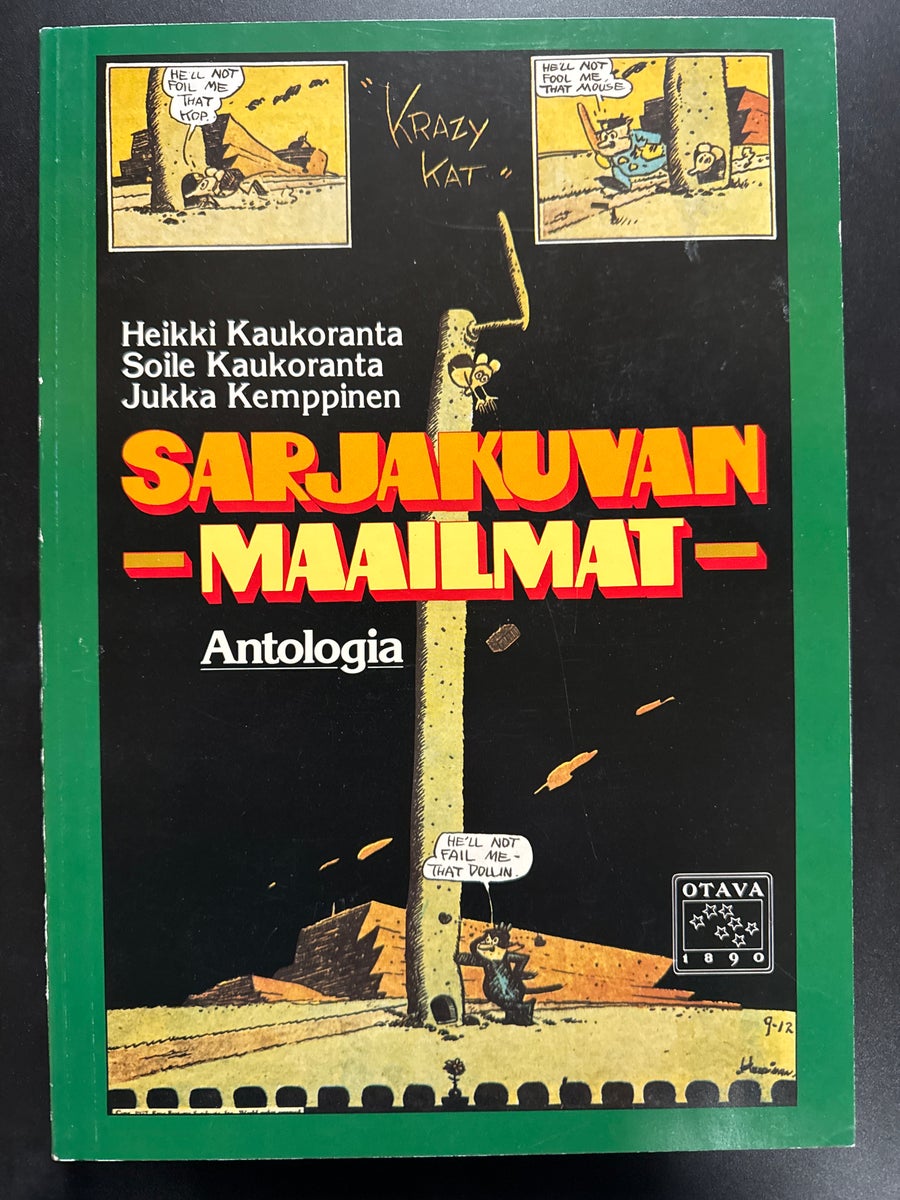 HE'LL NOT
FOIL ME
THAT
KOP.
"KRAZY
KAT"
HE'LL NOT
FOOL ME,
THAT MOUSE.
Heikki Kaukoranta
Soile Kaukoranta
Jukka Kemppinen
SARJAKUVAN
-MAAILMAT-
Antologia
HE'LL NOT
FAIL ME-
THAT DOLLIN.
OTAVA
1890
9-12
Herriman.